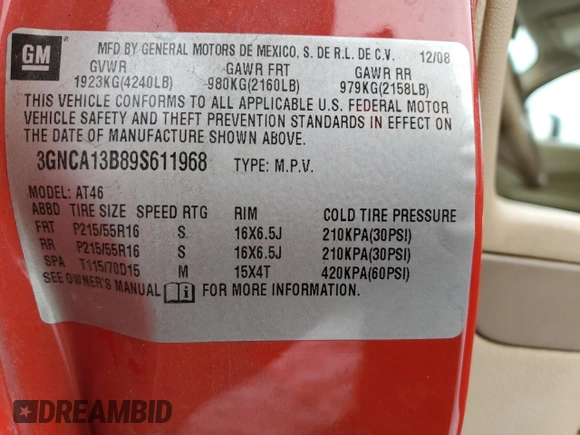 GM
MFD BY GENERAL MOTORS DE MEXICO, S. DE R.L. DE C.V. 12/08
GVWR GAWR FRT GAWR RR
1923KG(4240LB) 980KG(2160LB) 979KG(2158LB)
THIS VEHICLE CONFORMS TO ALL APPLICABLE U.S. FEDERAL MOTOR
VEHICLE SAFETY AND THEFT PREVENTION STANDARDS IN EFFECT ON THE
DATE OF MANUFACTURE SHOWN ABOVE.
3GNCA13B89S611968 TYPE: M.P.V.
MODEL: AT46
ABBD TIRE SIZE SPEED RTG RIM COLD TIRE PRESSURE
FRT P215/55R16 S 16X6.5J 210KPA(30PSI)
RR P215/55R16 S 16X6.5J 210KPA(30PSI)
SPA T115/70D15 M 15X4T 420KPA(60PSI)
SEE OWNER'S MANUAL i FOR MORE INFORMATION.
DREAMBID